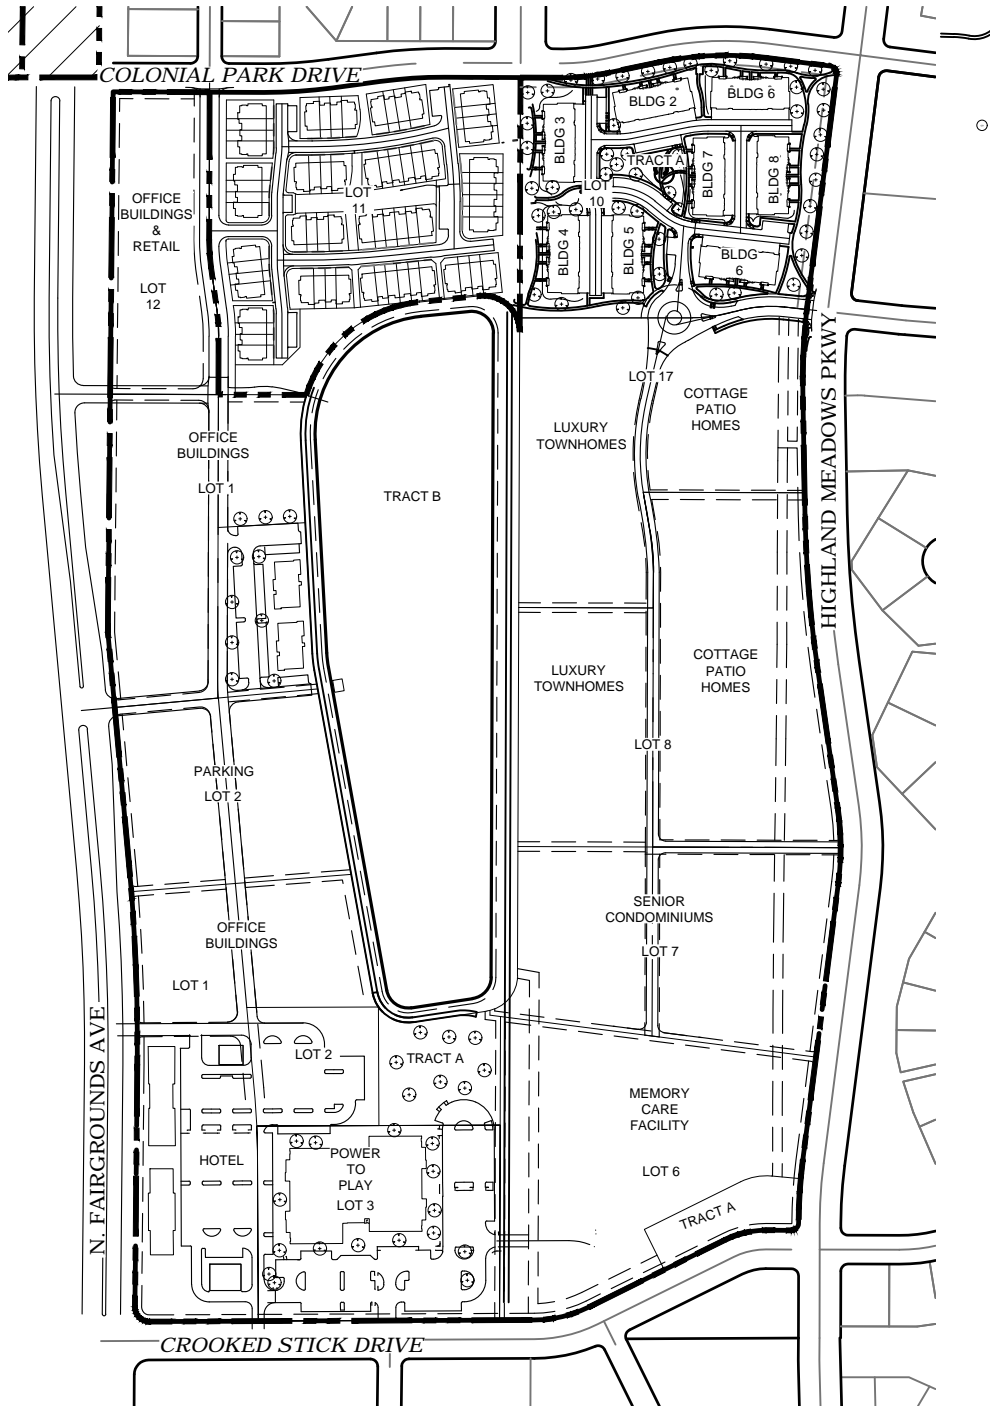 COLONIAL PARK DRIVE
BLDG 2
BLDG 6
BLDG 3
TRACT A
BLDG 7
BLDG 8
OFFICE
BUILDINGS
&
RETAIL
LOT
12
LOT
11
LOT
10
BLDG 4
BLDG 5
BLDG
6
HIGHLAND MEADOWS PKWY
LOT 17
COTTAGE
PATIO
HOMES
LUXURY
TOWNHOMES
OFFICE
BUILDINGS
LOT 1
TRACT B
COTTAGE
PATIO
HOMES
LUXURY
TOWNHOMES
LOT 8
PARKING
LOT 2
SENIOR
CONDOMINIUMS
LOT 7
OFFICE
BUILDINGS
LOT 1
N. FAIRGROUNDS AVE
LOT 2
TRACT A
MEMORY
CARE
FACILITY
LOT 6
HOTEL
POWER
TO
PLAY
LOT 3
TRACT A
CROOKED STICK DRIVE